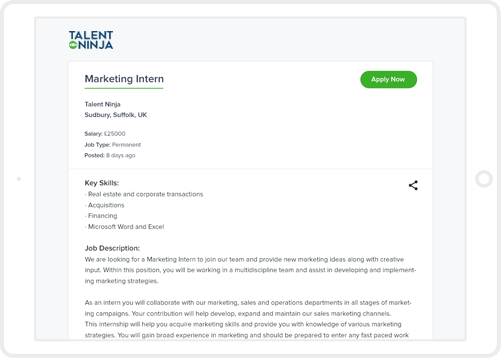 TALENT
NINJA
Marketing Intern
Apply Now
Talent Ninja
Sudbury, Suffolk, UK
Salary: £25000
Job Type: Permanent
Posted: 8 days ago
Key Skills:
- Real estate and corporate transactions
- Acquisitions
- Financing
- Microsoft Word and Excel
Job Description:
We are looking for a Marketing Intern to join our team and provide new marketing ideas along with creative
input. Within this position, you will be working in a multidiscipline team and assist in developing and implement-
ing marketing strategies.
As an intern you will collaborate with our marketing, sales and operations departments in all stages of market-
ing campaigns. Your contribution will help develop, expand and maintain our sales marketing channels.
This internship will help you acquire marketing skills and provide you with knowledge of various marketing
strategies. You will gain broad experience in marketing and should be prepared to enter any fast paced work